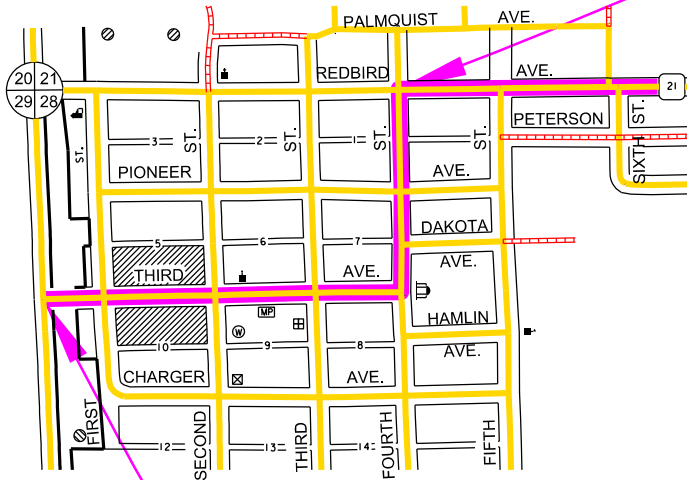 PALMQUIST AVE.
REDBIRD AVE.
20 21
29 28
21
ST.
3
ST.
2
ST.
1
ST.
ST.
PETERSON
ST.
PIONEER
AVE.
SIXTH
5
6
7
DAKOTA
THIRD
AVE.
AVE.
MP
W
HAMLIN
10
9
8
AVE.
CHARGER
AVE.
FIRST
SECOND
THIRD
FOURTH
FIFTH
12
13
14